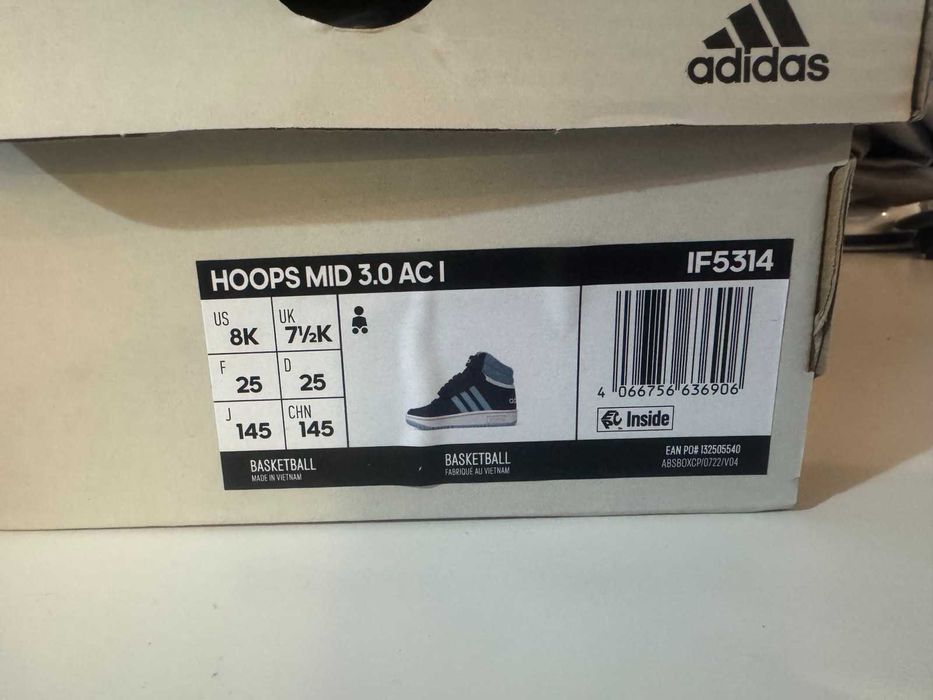 adidas
HOOPS MID 3.0 AC I
IF5314
US 8K
UK 7½K
F 25
D 25
J 145
CHN 145
4 066756 636906
Inside
BASKETBALL
MADE IN VIETNAM
BASKETBALL
FABRIQUÉ AU VIETNAM
EAN PO# 132505540
ABSBOXCP/0722/V04